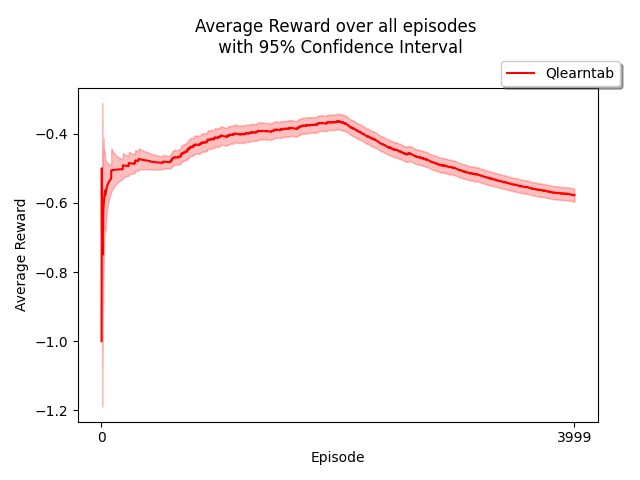 Average Reward over all episodes
with 95% Confidence Interval
Qlearntab
−0.4
−0.6
−0.8
−1.0
−1.2
Average Reward
0
3999
Episode